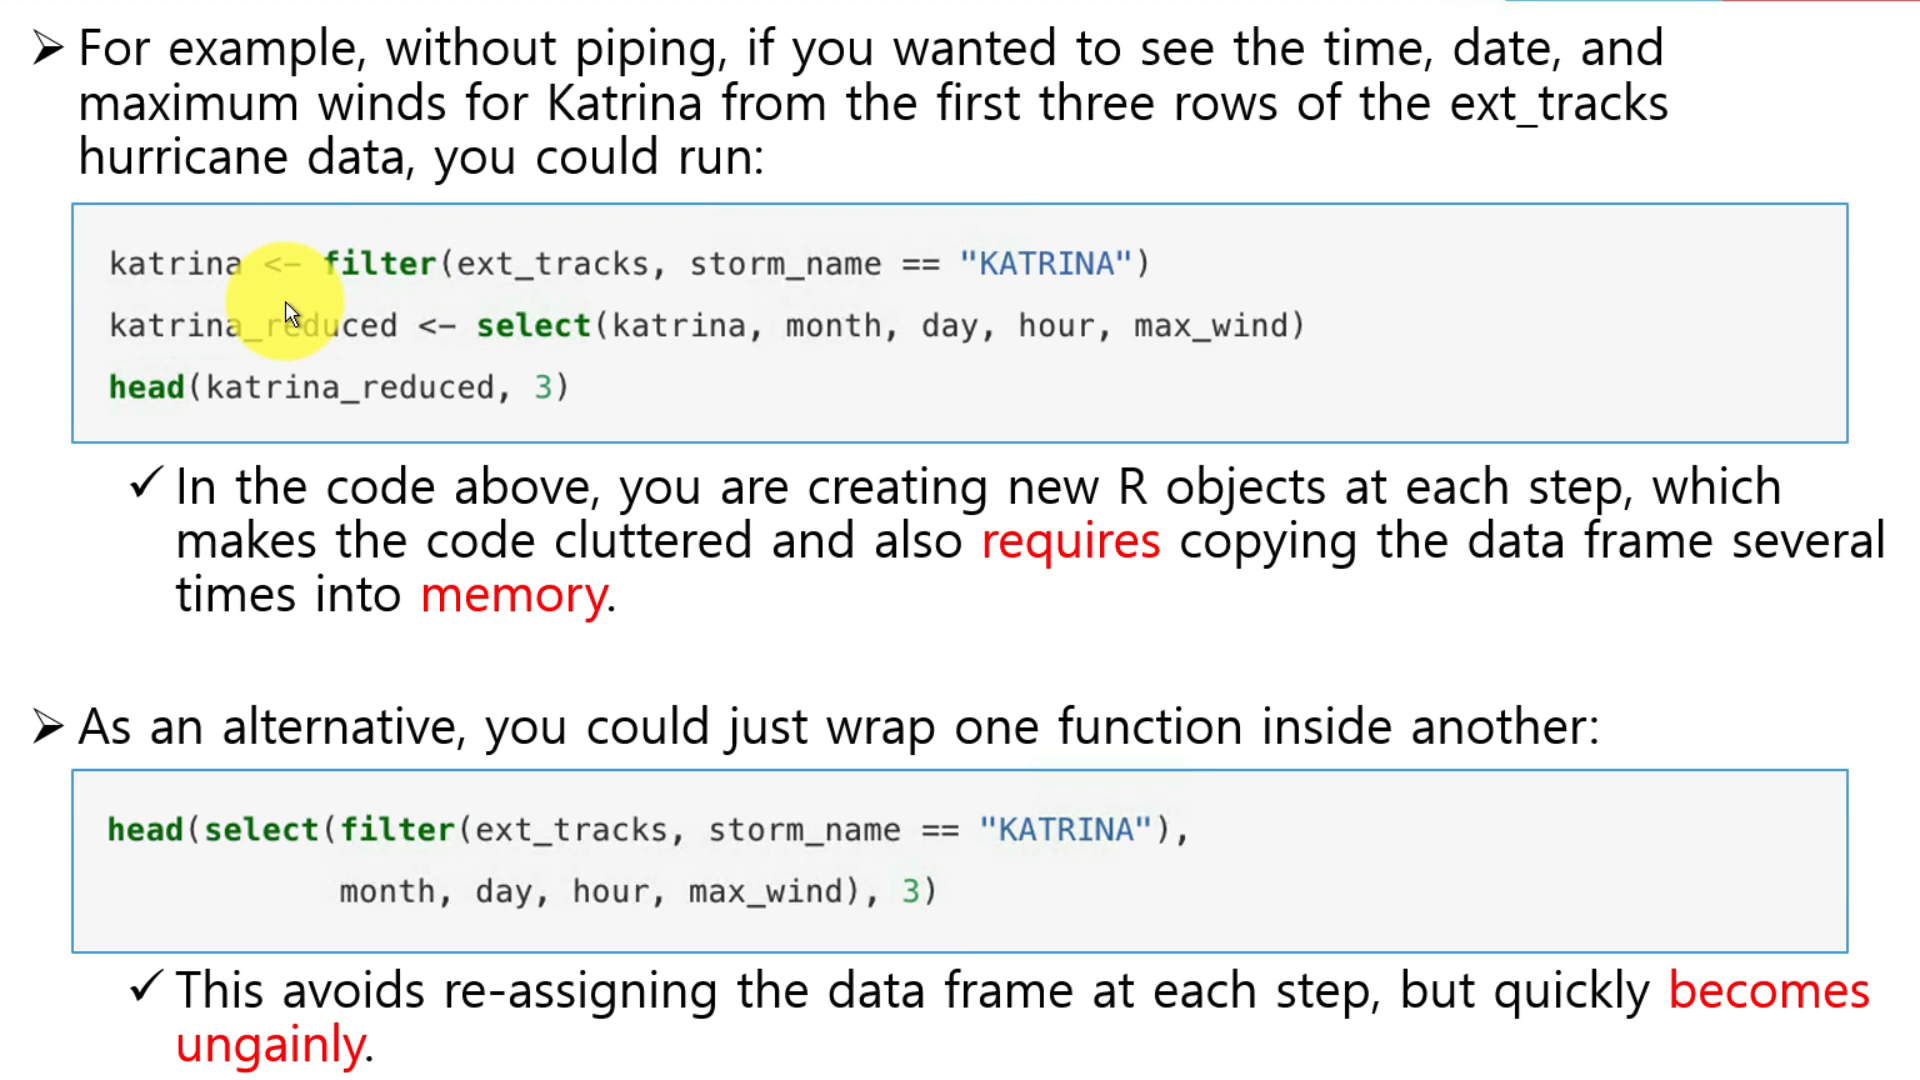 ➢ For example, without piping, if you wanted to see the time, date, and
maximum winds for Katrina from the first three rows of the ext_tracks
hurricane data, you could run:
katrina <- filter(ext_tracks, storm_name == "KATRINA")
katrina_reduced <- select(katrina, month, day, hour, max_wind)
head(katrina_reduced, 3)
✓ In the code above, you are creating new R objects at each step, which
makes the code cluttered and also requires copying the data frame several
times into memory.
➢ As an alternative, you could just wrap one function inside another:
head(select(filter(ext_tracks, storm_name == "KATRINA"),
month, day, hour, max_wind), 3)
✓ This avoids re-assigning the data frame at each step, but quickly becomes
ungainly.